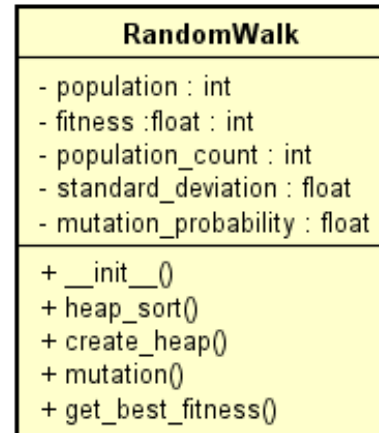 RandomWalk
- population : int
- fitness :float : int
- population_count : int
- standard_deviation : float
- mutation_probability : float
+ __init__()
+ heap_sort()
+ create_heap()
+ mutation()
+ get_best_fitness()